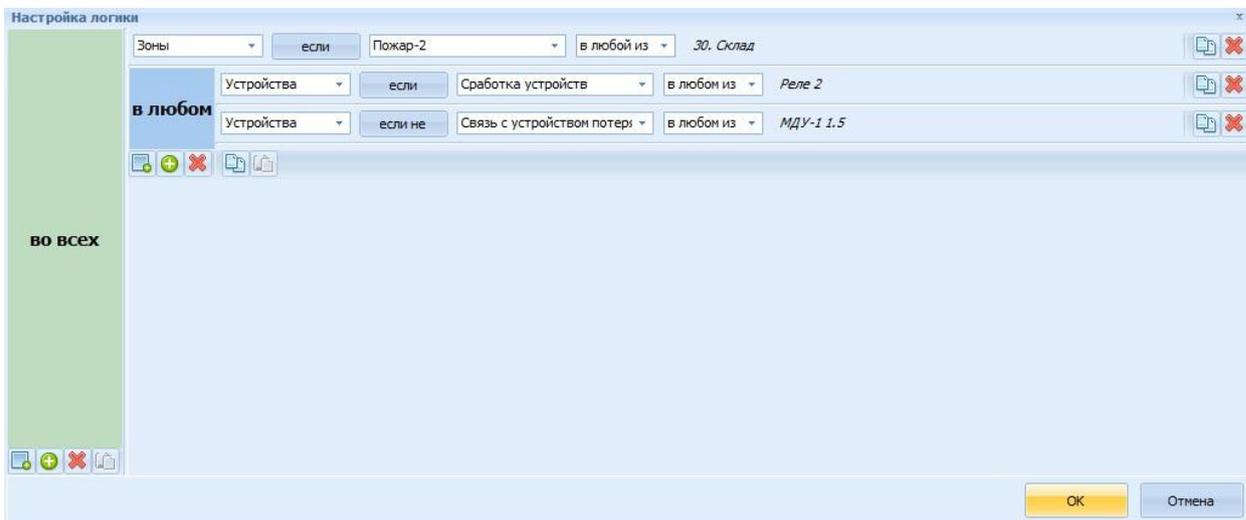 Настройка логики
Зоны если Пожар-2 в любой из 30. Склад
Устройства если Сработка устройств в любом из Реле 2
в любом
Устройства если не Связь с устройством потеря в любом из МДУ-1 1.5
во всех
OK Отмена